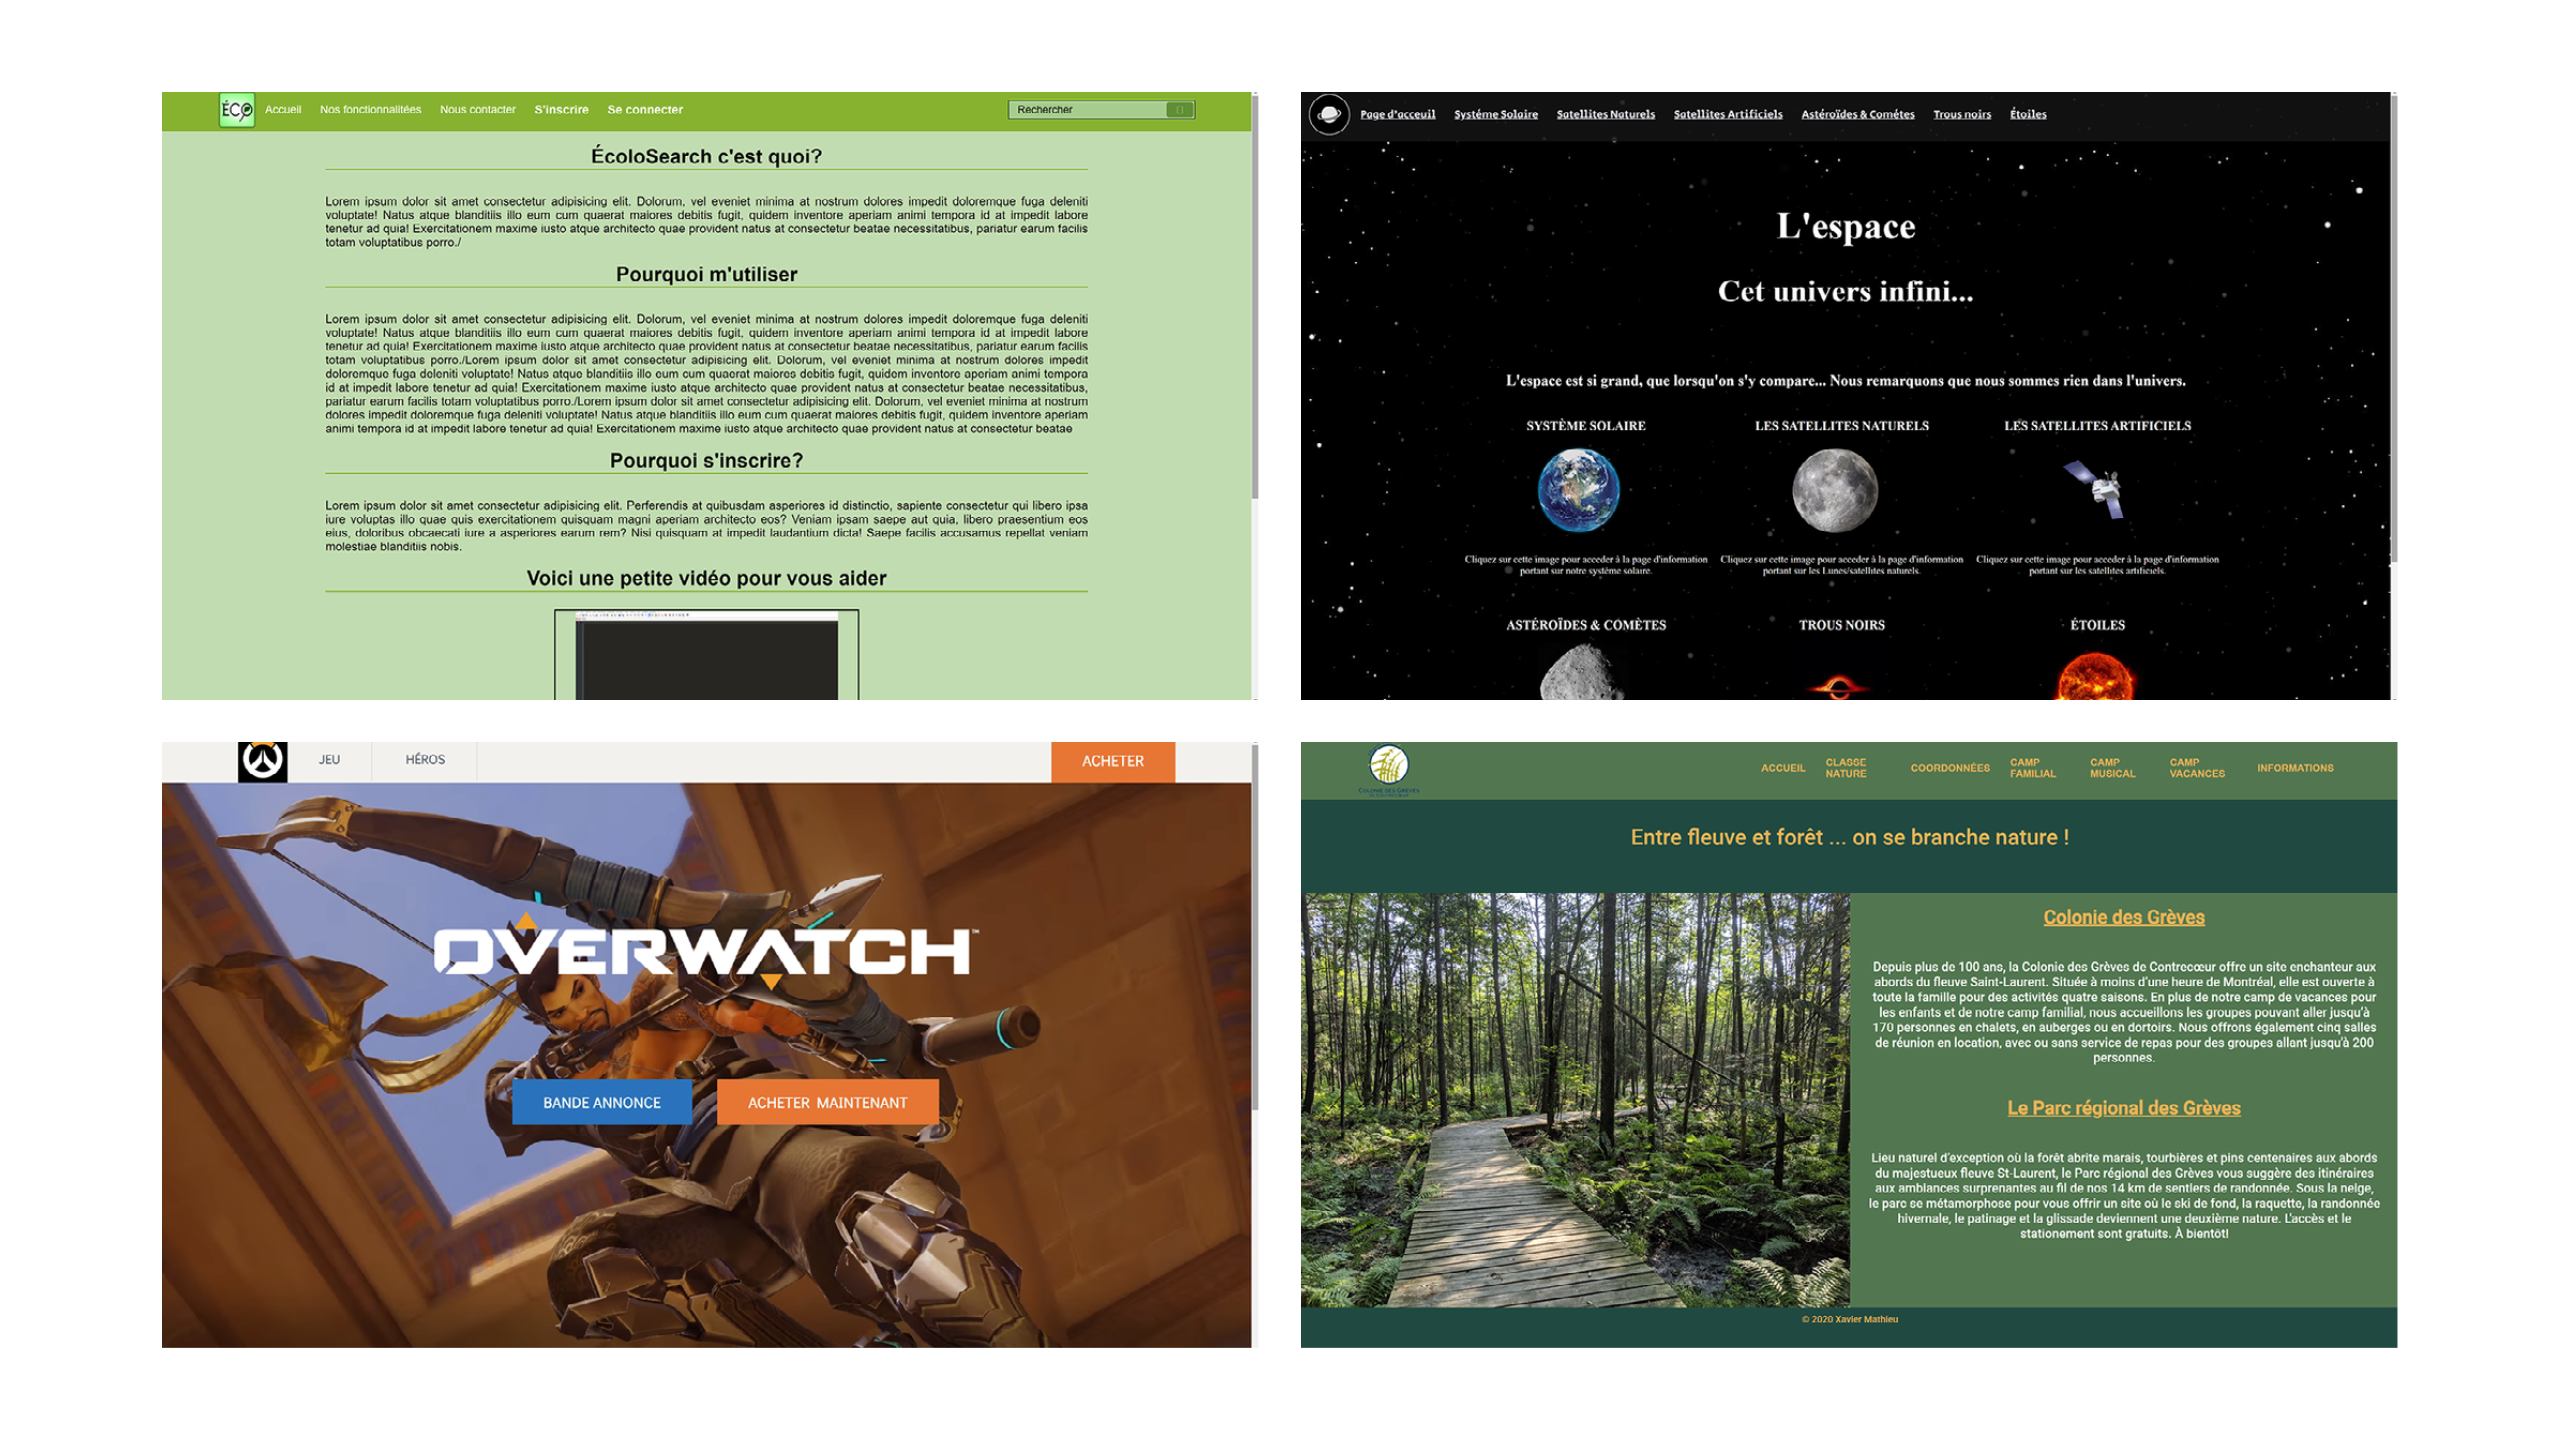 ÉCO Accueil Nos fonctionnalitées Nous contacter S'inscrire Se connecter Rechercher
ÉcoloSearch c'est quoi?
Lorem ipsum dolor sit amet consectetur adipisicing elit. Dolorum, vel eveniet minima at nostrum dolores impedit doloremque fuga deleniti
voluptate! Natus atque blanditiis illo eum cum quaerat maiores debitis fugit, quidem inventore aperiam animi tempora id at impedit labore
tenetur ad quia! Exercitationem maxime iusto atque architecto quae provident natus at consectetur beatae necessitatibus, pariatur earum facilis
totam voluptatibus porro./
Pourquoi m'utiliser
Lorem ipsum dolor sit amet consectetur adipisicing elit. Dolorum, vel eveniet minima at nostrum dolores impedit doloremque fuga deleniti
voluptate! Natus atque blanditiis illo eum cum quaerat maiores debitis fugit, quidem inventore aperiam animi tempora id at impedit labore
tenetur ad quia! Exercitationem maxime iusto atque architecto quae provident natus at consectetur beatae necessitatibus, pariatur earum facilis
totam voluptatibus porro./Lorem ipsum dolor sit amet consectetur adipisicing elit. Dolorum, vel eveniet minima at nostrum dolores impedit
doloremque fuga deleniti voluptate! Natus atque blanditiis illo eum cum quaerat maiores debitis fugit, quidem inventore aperiam animi tempora
id at impedit labore tenetur ad quia! Exercitationem maxime iusto atque architecto quae provident natus at consectetur beatae necessitatibus,
pariatur earum facilis totam voluptatibus porro./Lorem ipsum dolor sit amet consectetur adipisicing elit. Dolorum, vel eveniet minima at nostrum
dolores impedit doloremque fuga deleniti voluptate! Natus atque blanditiis illo eum cum quaerat maiores debitis fugit, quidem inventore aperiam
animi tempora id at impedit labore tenetur ad quia! Exercitationem maxime iusto atque architecto quae provident natus at consectetur beatae
Pourquoi s'inscrire?
Lorem ipsum dolor sit amet consectetur adipisicing elit. Perferendis at quibusdam asperiores id distinctio, sapiente consectetur qui libero ipsa
iure voluptas illo quae quis exercitationem quisquam magni aperiam architecto eos? Veniam ipsam saepe aut quia, libero praesentium eos
eius, doloribus obcaecati iure a asperiores earum rem? Nisi quisquam at impedit laudantium dicta! Saepe facilis accusamus repellat veniam
molestiae blanditiis nobis.
Voici une petite vidéo pour vous aider
Page d'acceuil Systéme Solaire Satellites Naturels Satellites Artificiels Astéroïdes & Cométes Trous noirs Étoiles
L'espace
Cet univers infini...
L'espace est si grand, que lorsqu'on s'y compare... Nous remarquons que nous sommes rien dans l'univers.
SYSTÈME SOLAIRE LES SATELLITES NATURELS LES SATELLITES ARTIFICIELS
Cliquez sur cette image pour acceder à la page d'information Cliquez sur cette image pour acceder à la page d'information Cliquez sur cette image pour acceder à la page d'information
portant sur notre système solaire. portant sur les Lunes/satellites naturels. portant sur les satellites artificiels.
ASTÉROÏDES & COMÈTES TROUS NOIRS ÉTOILES
JEU HÉROS ACHETER
OVERWATCH™
BANDE ANNONCE ACHETER MAINTENANT
COLONIE DES GRÈVES
ACCUEIL CLASSE NATURE COORDONNÉES CAMP FAMILIAL CAMP MUSICAL CAMP VACANCES INFORMATIONS
Entre fleuve et forêt ... on se branche nature !
Colonie des Grèves
Depuis plus de 100 ans, la Colonie des Grèves de Contrecœur offre un site enchanteur aux
abords du fleuve Saint-Laurent. Située à moins d'une heure de Montréal, elle est ouverte à
toute la famille pour des activités quatre saisons. En plus de notre camp de vacances pour
les enfants et de notre camp familial, nous accueillons les groupes pouvant aller jusqu'à
170 personnes en chalets, en auberges ou en dortoirs. Nous offrons également cinq salles
de réunion en location, avec ou sans service de repas pour des groupes allant jusqu'à 200
personnes.
Le Parc régional des Grèves
Lieu naturel d'exception où la forêt abrite marais, tourbières et pins centenaires aux abords
du majestueux fleuve St-Laurent, le Parc régional des Grèves vous suggère des itinéraires
aux ambiances surprenantes au fil de nos 14 km de sentiers de randonnée. Sous la neige,
le parc se métamorphose pour vous offrir un site où le ski de fond, la raquette, la randonnée
hivernale, le patinage et la glissade deviennent une deuxième nature. L'accès et le
stationement sont gratuits. À bientôt!
© 2020 Xavier Mathieu